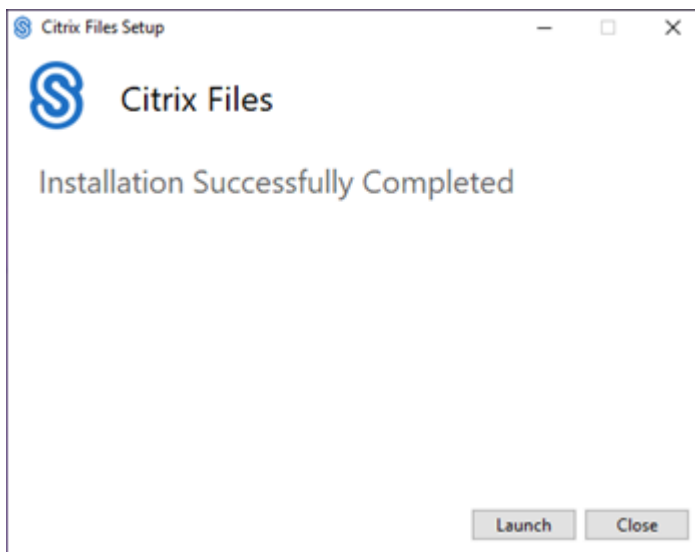 Citrix Files Setup
Citrix Files
Installation Successfully Completed
Launch Close